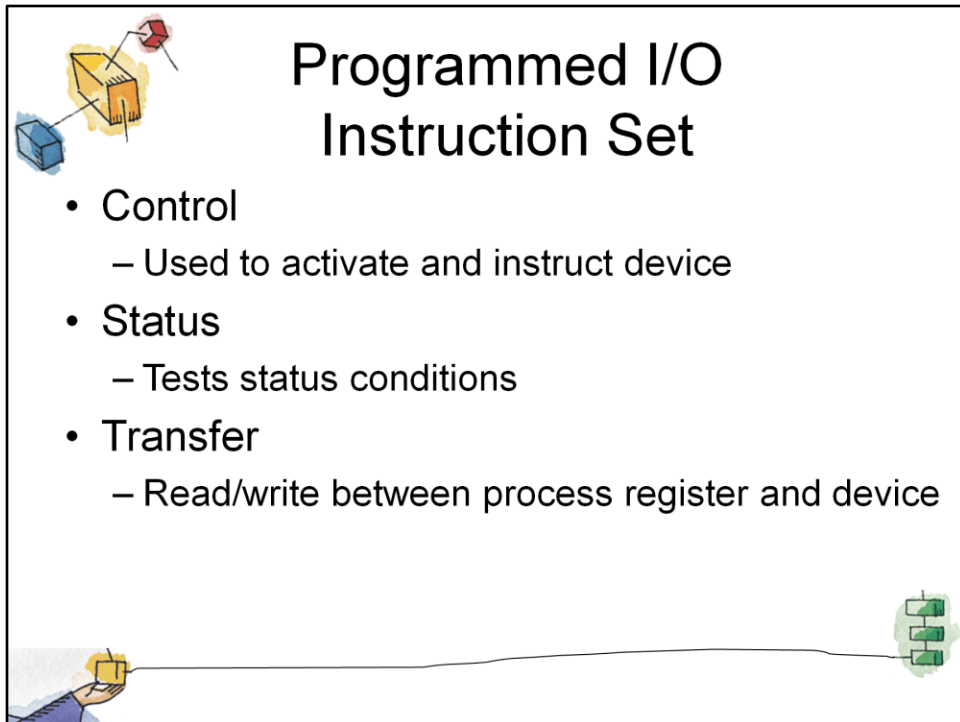 Programmed I/O
Instruction Set
• Control
– Used to activate and instruct device
• Status
– Tests status conditions
• Transfer
– Read/write between process register and device